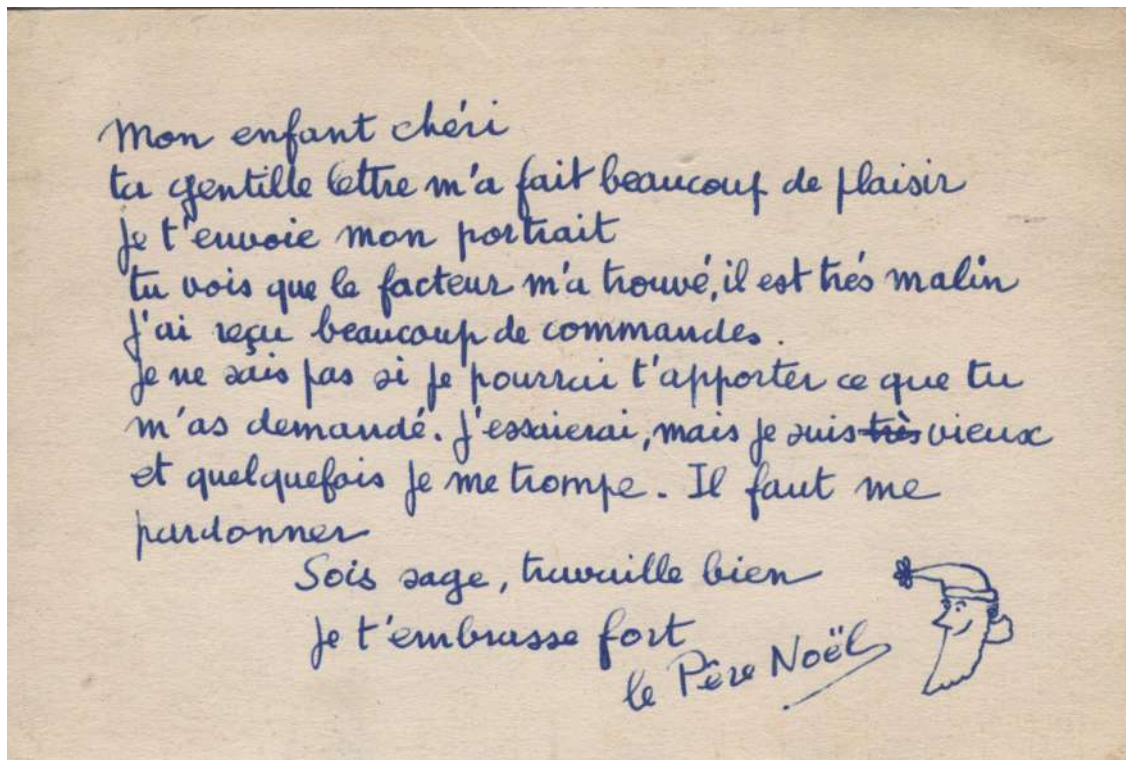 Mon enfant chéri
ta gentille lettre m'a fait beaucoup de plaisir
je t'envoie mon portrait
tu vois que le facteur m'a trouvé, il est trés malin
j'ai reçu beaucoup de commandes.
je ne sais pas si je pourrai t'apporter ce que tu
m'as demandé. j'essaierai, mais je suis très vieux
et quelquefois je me trompe. Il faut me
pardonner
Sois sage, travaille bien
je t'embrasse fort
le Père Noël